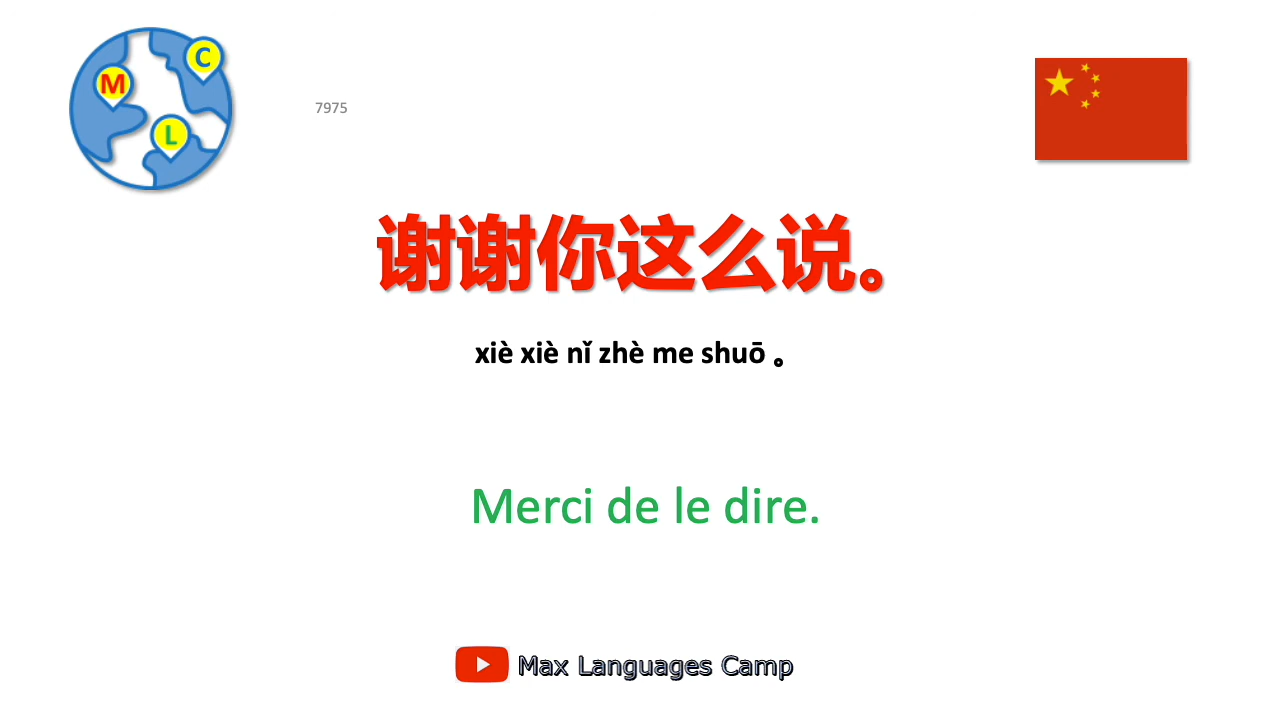 M
C
L
7975
谢谢你这么说。
xiè xiè nǐ zhè me shuō 。
Merci de le dire.
Max Languages Camp